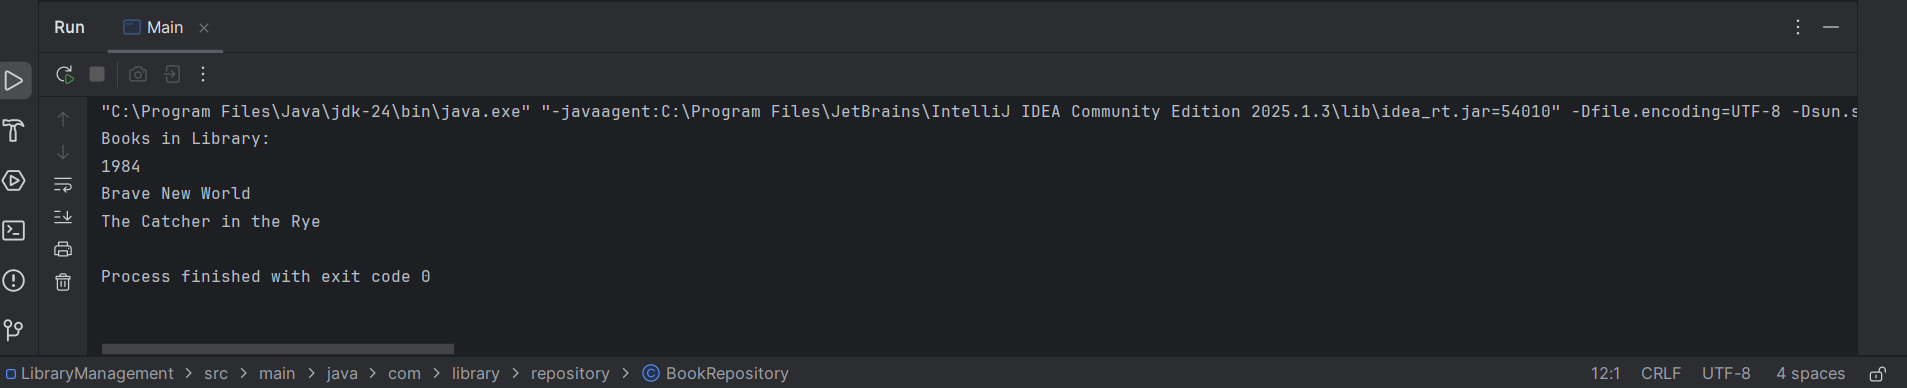 Run Main
"C:\Program Files\Java\jdk-24\bin\java.exe" "-javaagent:C:\Program Files\JetBrains\IntelliJ IDEA Community Edition 2025.1.3\lib\idea_rt.jar=54010" -Dfile.encoding=UTF-8 -Dsun.s
Books in Library:
1984
Brave New World
The Catcher in the Rye
Process finished with exit code 0
LibraryManagement > src > main > java > com > library > repository > BookRepository 12:1 CRLF UTF-8 4 spaces